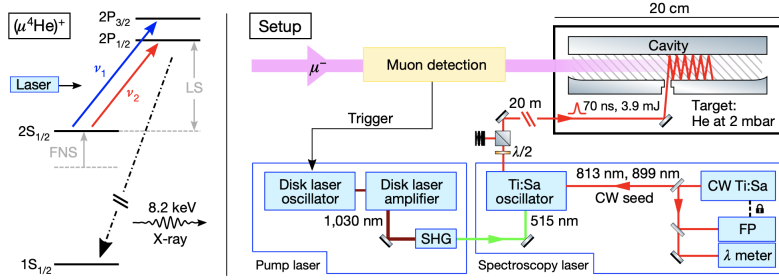 (μ⁴He)⁺
2P₃/₂
2P₁/₂
Laser
ν₁
ν₂
LS
2S₁/₂
FNS
8.2 keV
X-ray
1S₁/₂
Setup
20 cm
μ⁻
Muon detection
Cavity
Target:
He at 2 mbar
70 ns, 3.9 mJ
20 m
Trigger
λ/2
Disk laser
oscillator
Disk laser
amplifier
1,030 nm
SHG
515 nm
Pump laser
Ti:Sa
oscillator
813 nm, 899 nm
CW seed
CW Ti:Sa
FP
λ meter
Spectroscopy laser